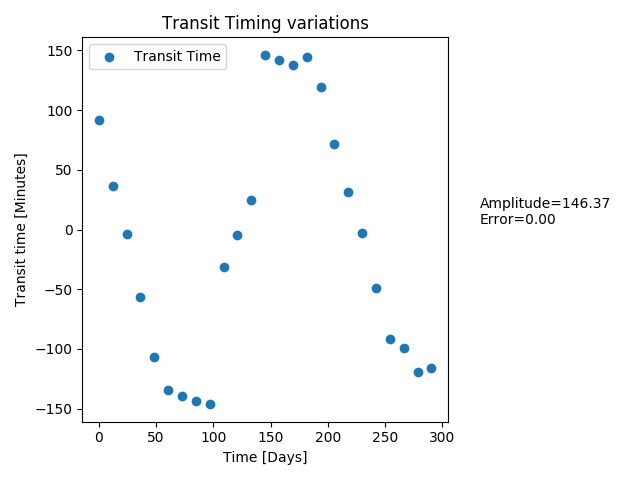 Transit Timing variations
Transit Time
Transit time [Minutes]
150
100
50
0
−50
−100
−150
0
50
100
150
200
250
300
Time [Days]
Amplitude=146.37
Error=0.00